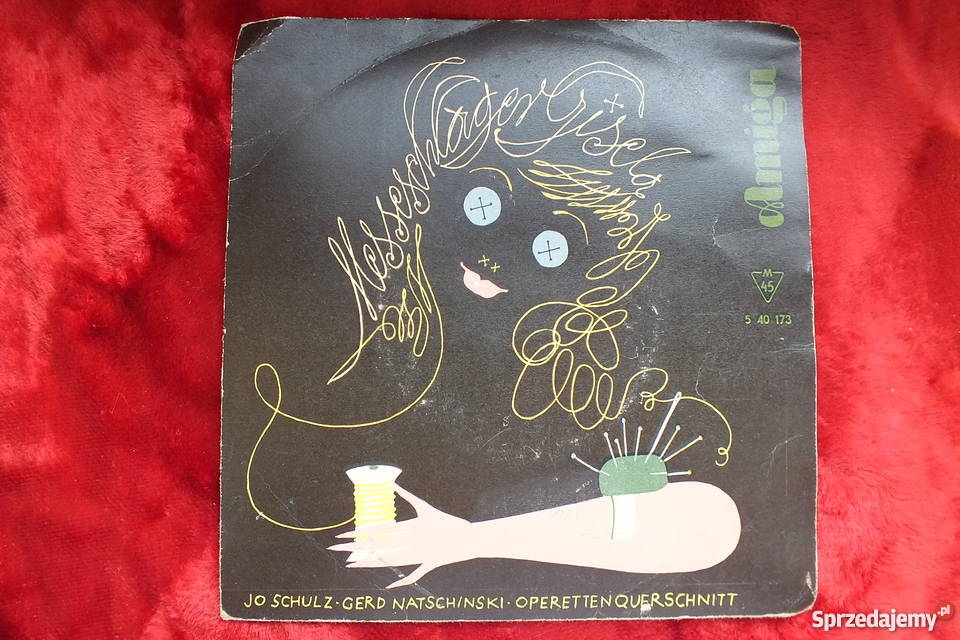 Messeschlager Gisela
Amiga
M
45
5 40 173
JO SCHULZ · GERD NATSCHINSKI · OPERETTENQUERSCHNITT
Sprzedajemy.pl